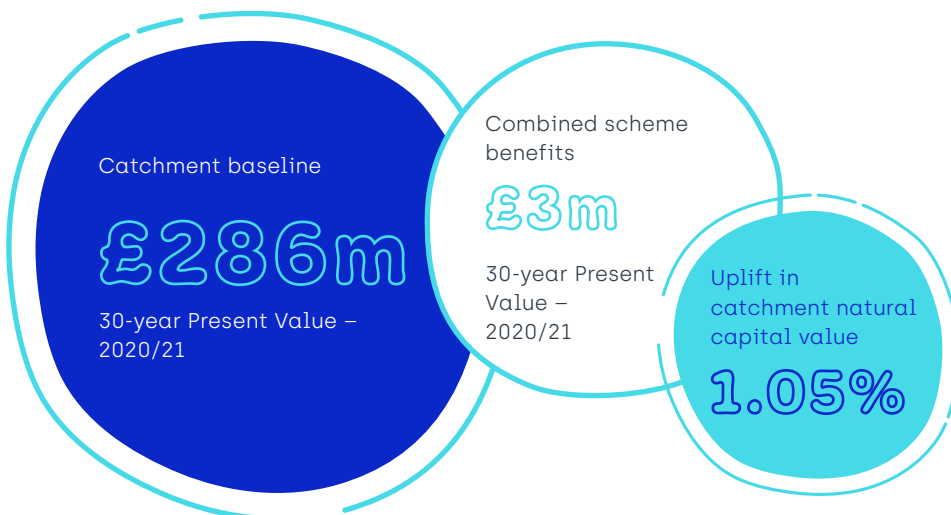 Catchment baseline
£286m
30-year Present Value –
2020/21
Combined scheme
benefits
£3m
30-year Present
Value –
2020/21
Uplift in
catchment natural
capital value
1.05%